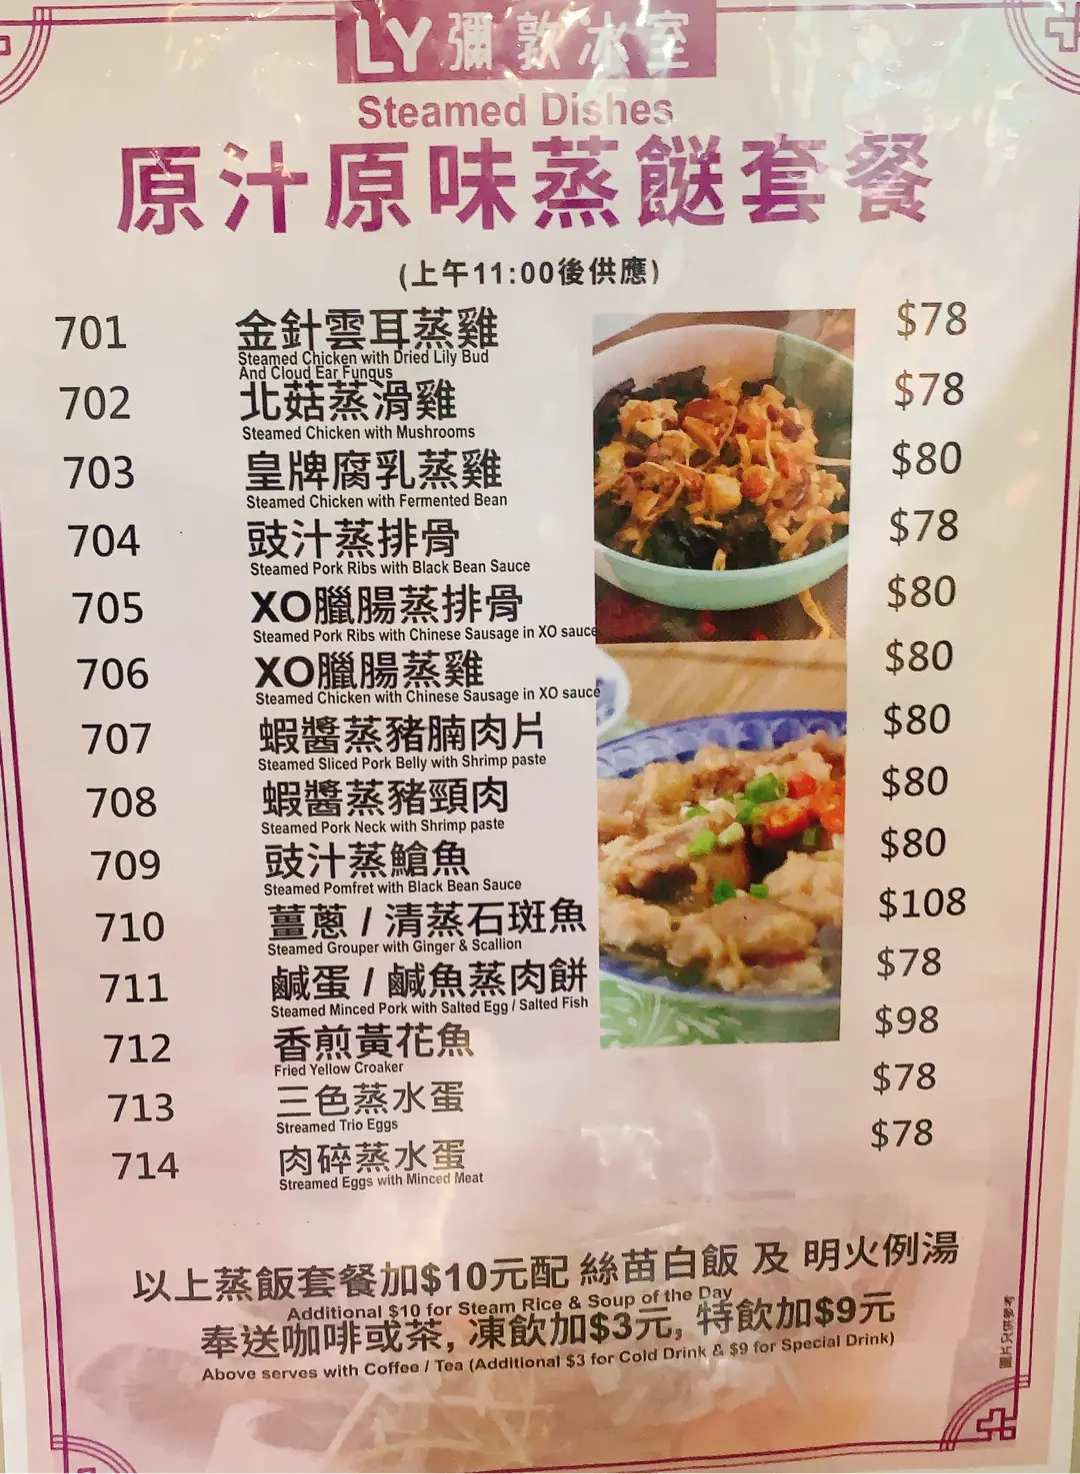 LY 彌敦冰室
Steamed Dishes
原汁原味蒸餸套餐
(上午11:00後供應)
701 金針雲耳蒸雞 $78
Steamed Chicken with Dried Lily Bud
And Cloud Ear Fungus
702 北菇蒸滑雞 $78
Steamed Chicken with Mushrooms
703 皇牌腐乳蒸雞 $80
Steamed Chicken with Fermented Bean
704 豉汁蒸排骨 $78
Steamed Pork Ribs with Black Bean Sauce
705 XO臘腸蒸排骨 $80
Steamed Pork Ribs with Chinese Sausage in XO sauce
706 XO臘腸蒸雞 $80
Steamed Chicken with Chinese Sausage in XO sauce
707 蝦醬蒸豬腩肉片 $80
Steamed Sliced Pork Belly with Shrimp paste
708 蝦醬蒸豬頸肉 $80
Steamed Pork Neck with Shrimp paste
709 豉汁蒸鯧魚 $80
Steamed Pomfret with Black Bean Sauce
710 薑蔥 / 清蒸石斑魚 $108
Steamed Grouper with Ginger & Scallion
711 鹹蛋 / 鹹魚蒸肉餅 $78
Steamed Minced Pork with Salted Egg / Salted Fish
712 香煎黃花魚 $98
Fried Yellow Croaker
713 三色蒸水蛋 $78
Streamed Trio Eggs
714 肉碎蒸水蛋 $78
Streamed Eggs with Minced Meat
以上蒸飯套餐加$10元配 絲苗白飯 及 明火例湯
Additional $10 for Steam Rice & Soup of the Day
奉送咖啡或茶, 凍飲加$3元, 特飲加$9元
Above serves with Coffee / Tea (Additional $3 for Cold Drink & $9 for Special Drink)
圖片只供參考